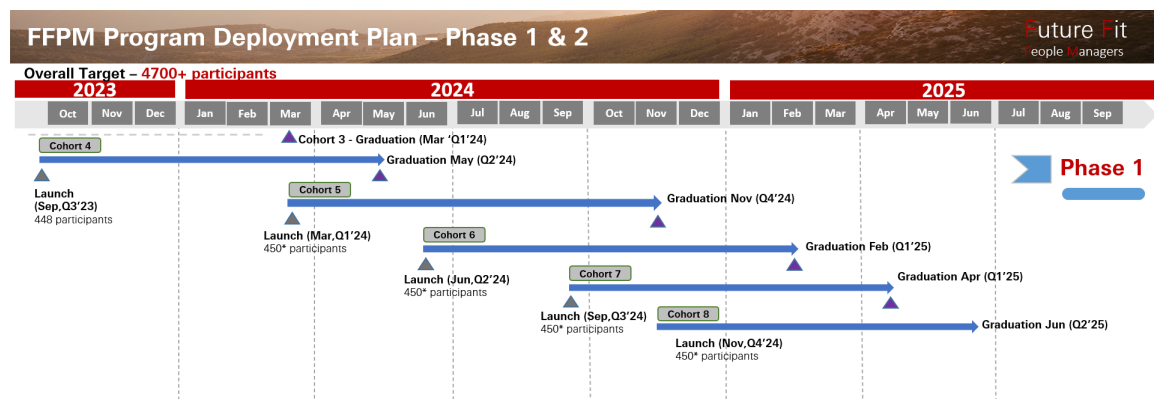 FFPM Program Deployment Plan – Phase 1 & 2
Future Fit
People Managers
Overall Target – 4700+ participants
2023
2024
2025
Oct
Nov
Dec
Jan
Feb
Mar
Apr
May
Jun
Jul
Aug
Sep
Oct
Nov
Dec
Jan
Feb
Mar
Apr
May
Jun
Jul
Aug
Sep
Cohort 3 - Graduation (Mar ‘Q1’24)
Cohort 4
Graduation May (Q2’24)
Launch
(Sep,Q3’23)
448 participants
Phase 1
Cohort 5
Graduation Nov (Q4’24)
Launch (Mar,Q1’24)
450* participants
Cohort 6
Graduation Feb (Q1’25)
Launch (Jun,Q2’24)
450* participants
Cohort 7
Graduation Apr (Q1’25)
Launch (Sep,Q3’24)
450* participants
Cohort 8
Graduation Jun (Q2’25)
Launch (Nov,Q4’24)
450* participants